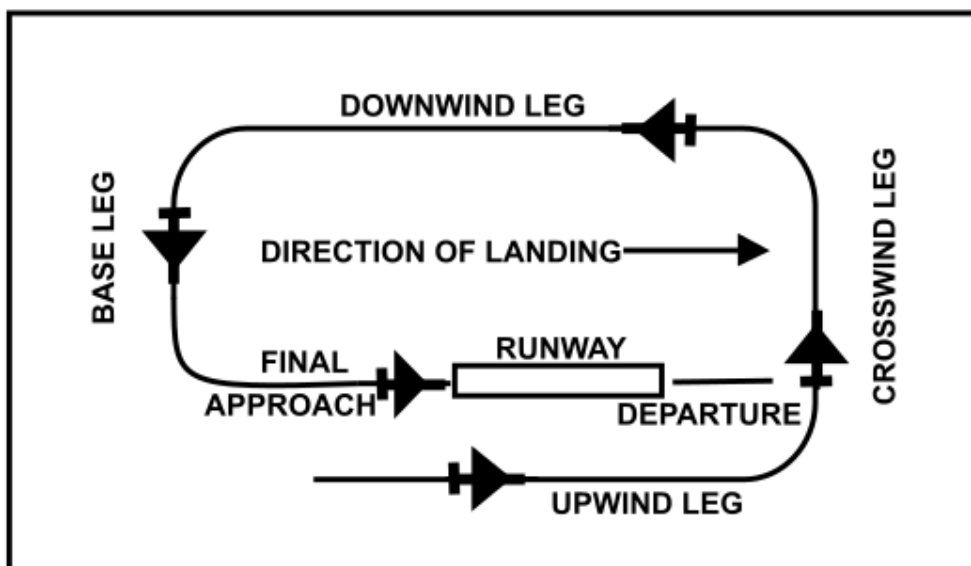 DOWNWIND LEG
BASE LEG
CROSSWIND LEG
DIRECTION OF LANDING
FINAL
APPROACH
RUNWAY
DEPARTURE
UPWIND LEG